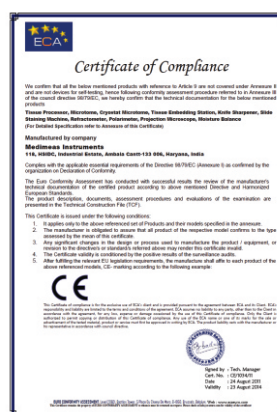 ECA
Certificate of Compliance
We confirm that all the below mentioned products with reference to Article 9 are not covered under Annexure II
and are not devices for self-testing, hence following conformity assessment procedure referred to in Annexure III
of the council directive 98/79/EC, we hereby confirm that the technical documentation for the below mentioned
products
Tissue Processor, Microtome, Cryostat Microtome, Tissue Embedding Station, Knife Sharpener, Slide
Staining Machine, Refractometer, Polarimeter, Projection Microscope, Moisture Balance
(For Detailed Specification refer to Annexure of this Certificate)
Manufactured by company
Medimeas Instruments
118, HSIIDC, Industrial Estate, Ambala Cantt-133 006, Haryana, India
Complies with the applicable essential requirements of the Directive 98/79/EC (Annexure I) as confirmed by the
organization on Declaration of Conformity.
The Euro Conformity Assessment has conducted with successful results the review of the manufacturer's
technical documentation of the certified product according to above mentioned Directive and Harmonized
European Standards.
The product description, documents, assessment procedures and evaluations of the examination are
presented in the Technical Construction File (TCF).
This Certificate is issued under the following conditions:
1. It applies only to the above referenced set of Products and their models specified in the annexure.
2. The manufacturer is obligated to assure that all product of the respective model confirms to the type
assessed by the mean of this certificate.
3. Any significant changes in the design or process used to manufacture the product / equipment, or
revision to the directives or standards referred above may render this certificate invalid.
4. The Certificate validity is conditioned by the positive results of the surveillance audits.
5. After fulfilling the relevant EU legislation requirements, the manufacture shall affix to each product of the
above referenced models, CE- marking according to the following example:
CE
Signed by : Tech. Manager
Date : 24 August 2011
Validity : 23 August 2014